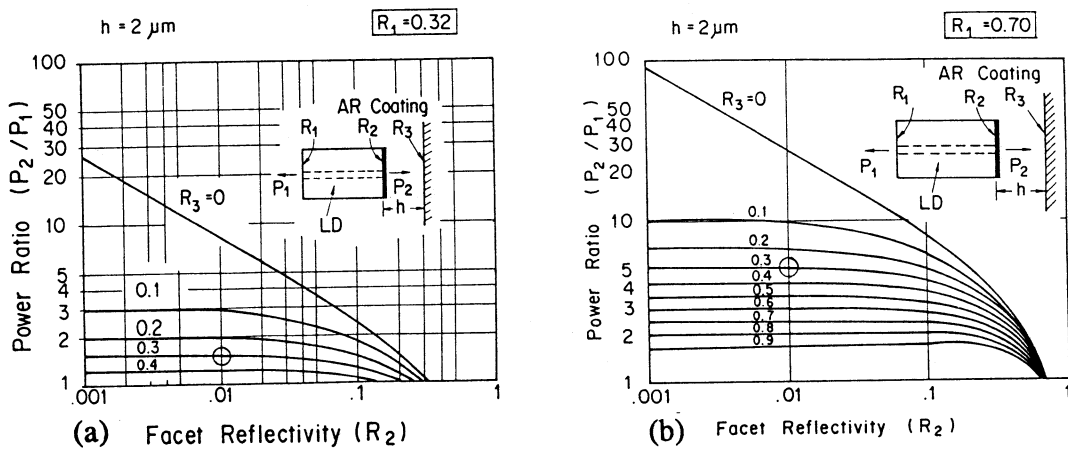 h = 2 μm
R1 = 0.32
100
50
40
30
20
10
5
4
3
2
1
Power Ratio (P2/P1)
AR Coating
R1
R2
R3
P1
P2
LD
h
R3=0
0.1
0.2
0.3
0.4
.001
.01
.1
1
(a) Facet Reflectivity (R2)
h = 2μm
R1 = 0.70
100
50
40
30
20
10
5
4
3
2
1
Power Ratio (P2/P1)
AR Coating
R1
R2
R3
P1
P2
LD
h
R3=0
0.1
0.2
0.3
0.4
0.5
0.6
0.7
0.8
0.9
.001
.01
.1
1
(b) Facet Reflectivity (R2)